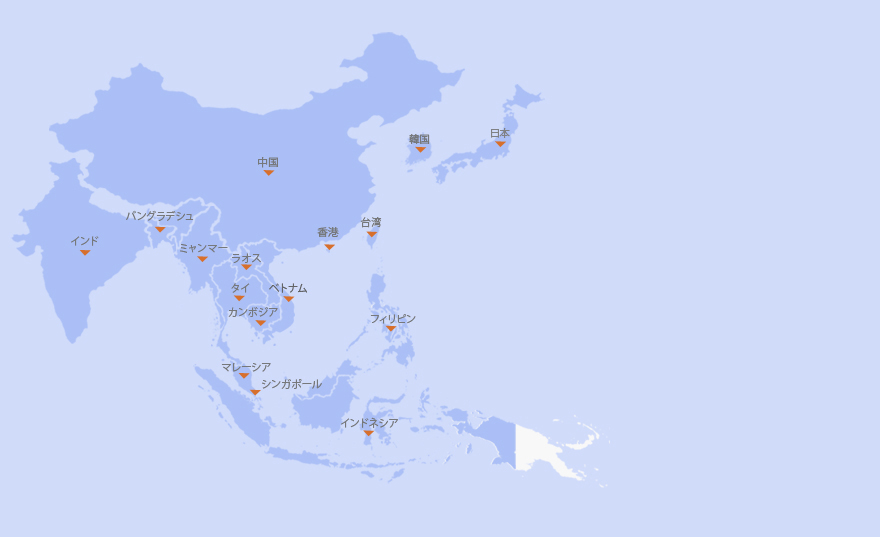 韓国
日本
中国
バングラデシュ
台湾
香港
インド
ミャンマー
ラオス
タイ
ベトナム
カンボジア
フィリピン
マレーシア
シンガポール
インドネシア